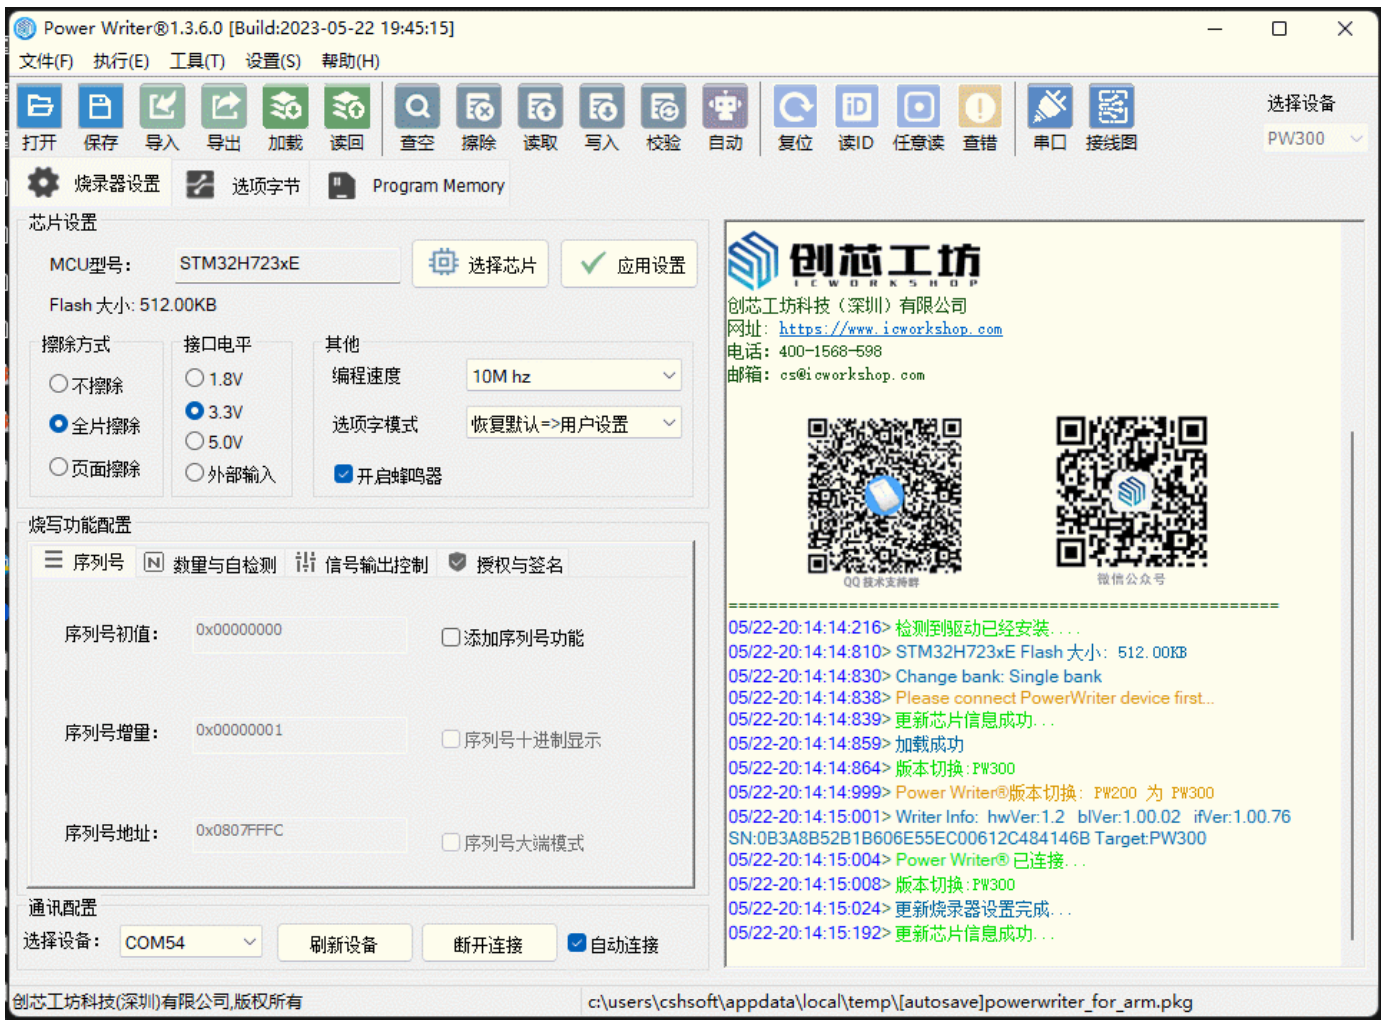 Power Writer®1.3.6.0 [Build:2023-05-22 19:45:15]
文件(F) 执行(E) 工具(T) 设置(S) 帮助(H)
打开 保存 导入 导出 加载 读回 查空 擦除 读取 写入 校验 自动 复位 读ID 任意读 查错 串口 接线图
选择设备
PW300
烧录器设置 选项字节 Program Memory
芯片设置
MCU型号: STM32H723xE 选择芯片 应用设置
Flash 大小: 512.00KB
擦除方式
不擦除
全片擦除
页面擦除
接口电平
1.8V
3.3V
5.0V
外部输入
其他
编程速度 10M hz
选项字模式 恢复默认=>用户设置
开启蜂鸣器
烧写功能配置
序列号 数量与自检测 信号输出控制 授权与签名
序列号初值: 0x00000000 添加序列号功能
序列号增量: 0x00000001 序列号十进制显示
序列号地址: 0x0807FFFC 序列号大端模式
通讯配置
选择设备: COM54 刷新设备 断开连接 自动连接
创芯工坊
ICWORKSHOP
创芯工坊科技（深圳）有限公司
网址: https://www.icworkshop.com
电话: 400-1568-598
邮箱: cs@icworkshop.com
QQ技术支持群 微信公众号
=======================================================
05/22-20:14:14:216> 检测到驱动已经安装....
05/22-20:14:14:810> STM32H723xE Flash 大小: 512.00KB
05/22-20:14:14:830> Change bank: Single bank
05/22-20:14:14:838> Please connect PowerWriter device first...
05/22-20:14:14:839> 更新芯片信息成功...
05/22-20:14:14:859> 加载成功
05/22-20:14:14:864> 版本切换:PW300
05/22-20:14:14:999> Power Writer®版本切换: PW200 为 PW300
05/22-20:14:15:001> Writer Info: hwVer:1.2 blVer:1.00.02 ifVer:1.00.76
SN:0B3A8B52B1B606E55EC00612C484146B Target:PW300
05/22-20:14:15:004> Power Writer® 已连接...
05/22-20:14:15:008> 版本切换:PW300
05/22-20:14:15:024> 更新烧录器设置完成...
05/22-20:14:15:192> 更新芯片信息成功...
创芯工坊科技(深圳)有限公司,版权所有 c:\users\cshsoft\appdata\local\temp\[autosave]powerwriter_for_arm.pkg